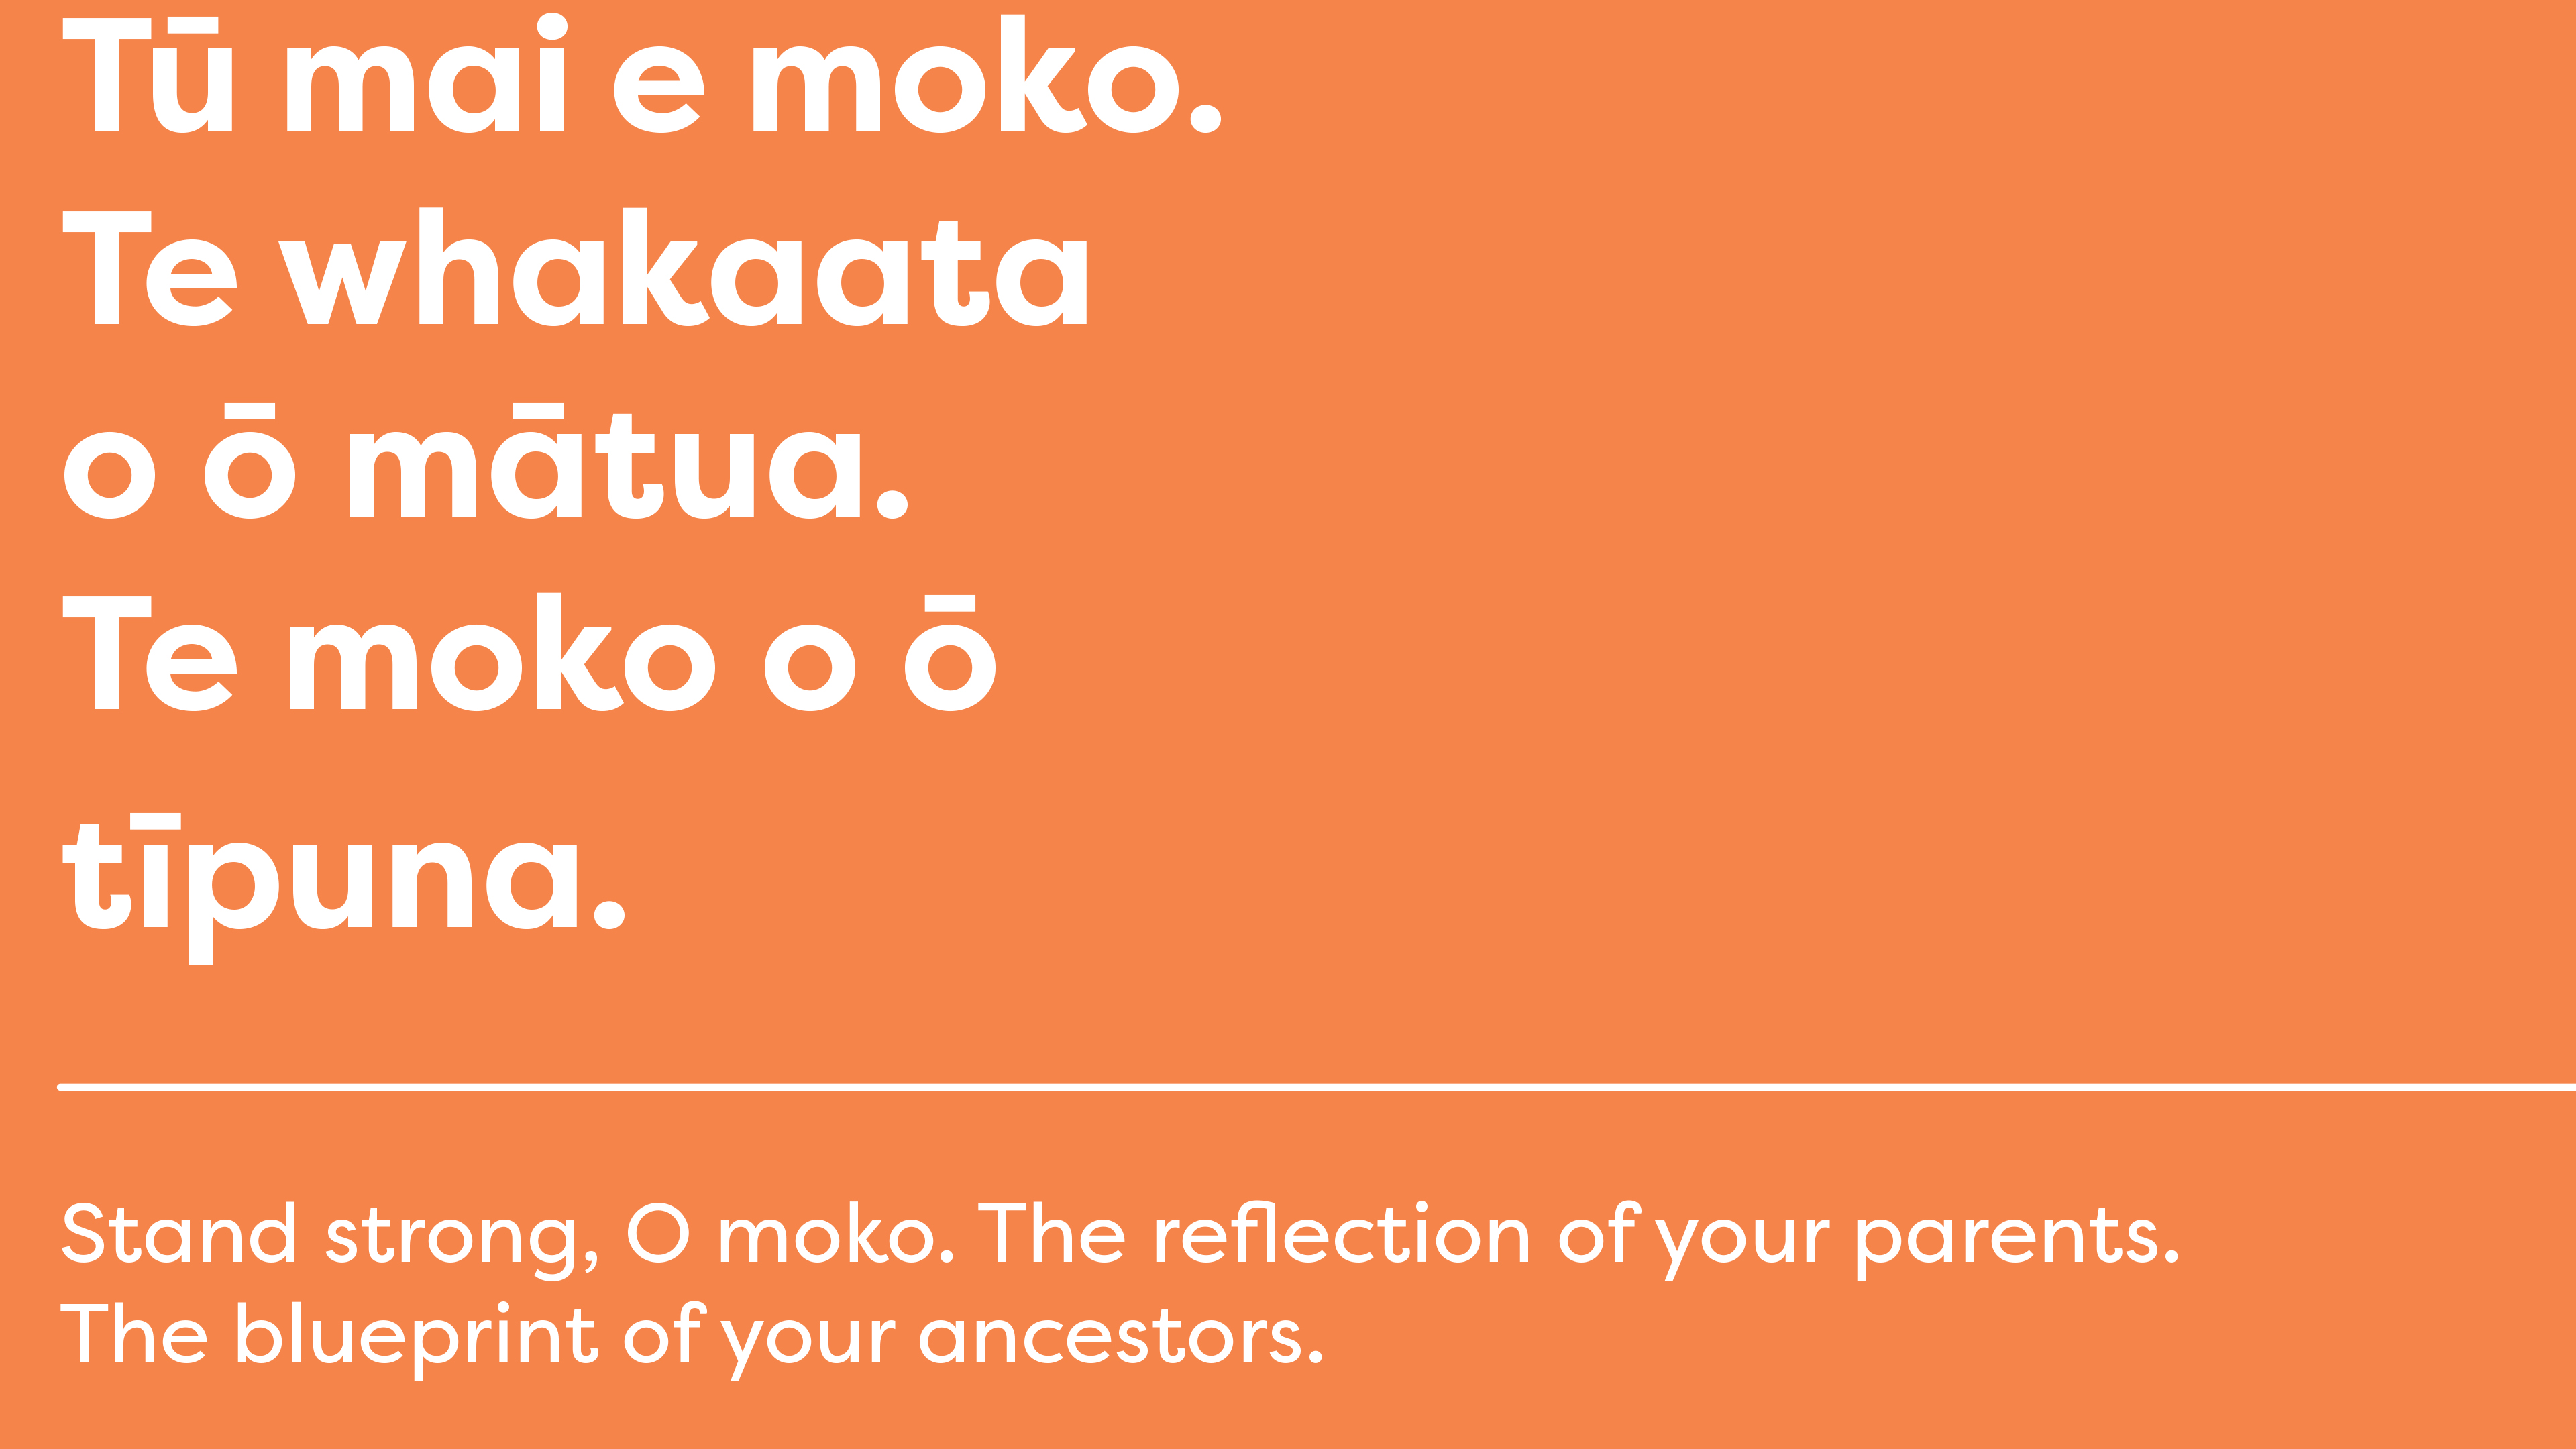 Tū mai e moko.
Te whakaata
o ō mātua.
Te moko o ō
tīpuna.
Stand strong, O moko. The reflection of your parents.
The blueprint of your ancestors.